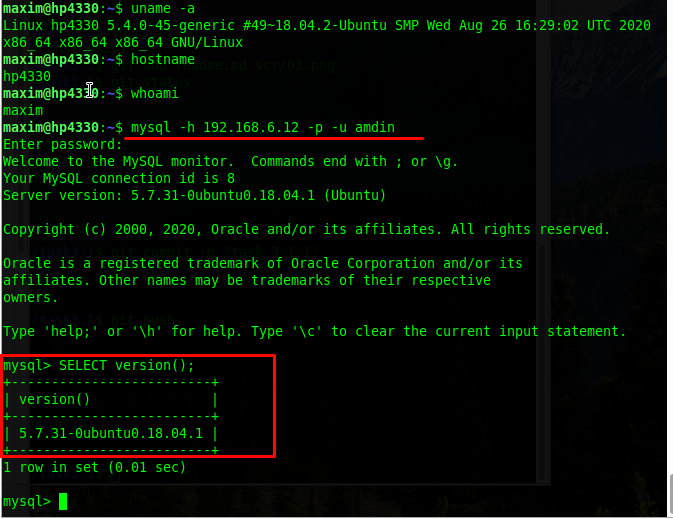 maxim@hp4330:~$ uname -a
Linux hp4330 5.4.0-45-generic #49~18.04.2-Ubuntu SMP Wed Aug 26 16:29:02 UTC 2020
x86_64 x86_64 x86_64 GNU/Linux
maxim@hp4330:~$ hostname
hp4330
maxim@hp4330:~$ whoami
maxim
maxim@hp4330:~$ mysql -h 192.168.6.12 -p -u amdin
Enter password:
Welcome to the MySQL monitor.  Commands end with ; or \g.
Your MySQL connection id is 8
Server version: 5.7.31-0ubuntu0.18.04.1 (Ubuntu)
Copyright (c) 2000, 2020, Oracle and/or its affiliates. All rights reserved.
Oracle is a registered trademark of Oracle Corporation and/or its
affiliates. Other names may be trademarks of their respective
owners.
Type 'help;' or '\h' for help. Type '\c' to clear the current input statement.
mysql> SELECT version();
+-------------------------+
| version()               |
+-------------------------+
| 5.7.31-0ubuntu0.18.04.1 |
+-------------------------+
1 row in set (0.01 sec)
mysql>